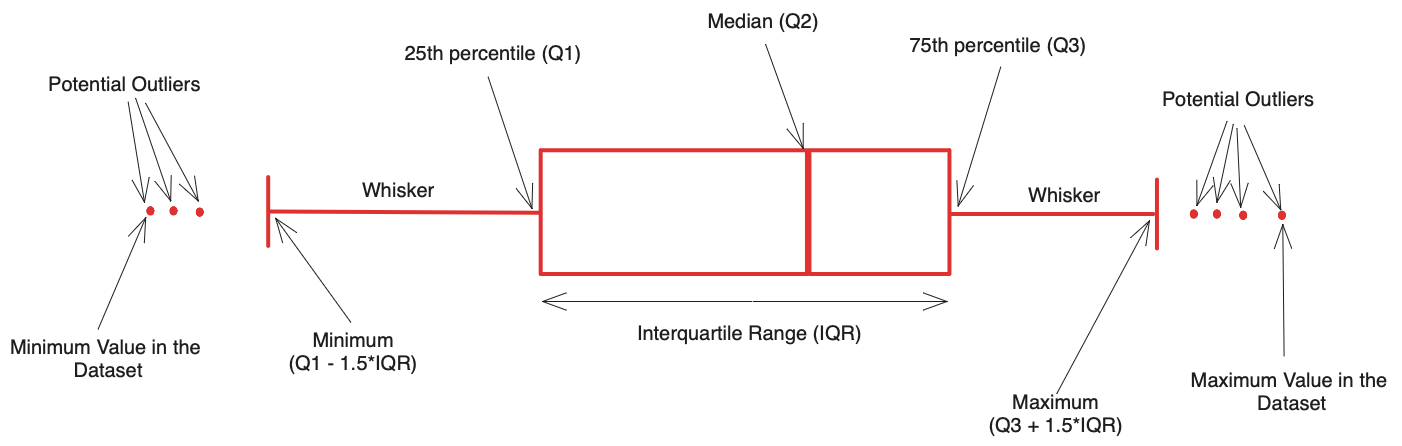 Median (Q2)
25th percentile (Q1)
75th percentile (Q3)
Potential Outliers
Potential Outliers
Whisker
Whisker
Interquartile Range (IQR)
Minimum Value in the
Dataset
Minimum
(Q1 - 1.5*IQR)
Maximum
(Q3 + 1.5*IQR)
Maximum Value in the
Dataset